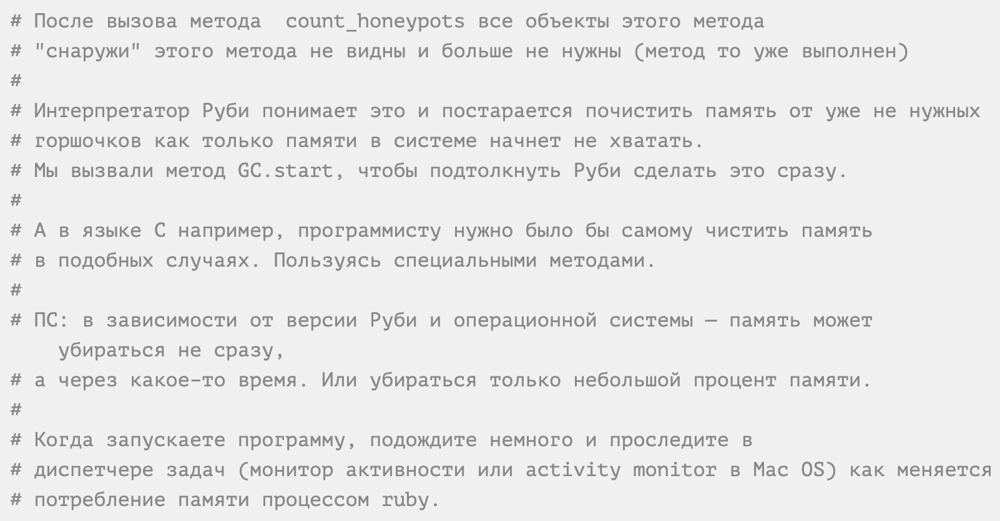 # После вызова метода  count_honeypots все объекты этого метода
# "снаружи" этого метода не видны и больше не нужны (метод то уже выполнен)
#
# Интерпретатор Руби понимает это и постарается почистить память от уже не нужных
# горшочков как только памяти в системе начнет не хватать.
# Мы вызвали метод GC.start, чтобы подтолкнуть Руби сделать это сразу.
#
# А в языке С например, программисту нужно было бы самому чистить память
# в подобных случаях. Пользуясь специальными методами.
#
# ПС: в зависимости от версии Руби и операционной системы — память может
убираться не сразу,
# а через какое-то время. Или убираться только небольшой процент памяти.
#
# Когда запускаете программу, подождите немного и проследите в
# диспетчере задач (монитор активности или activity monitor в Mac OS) как меняется
# потребление памяти процессом ruby.